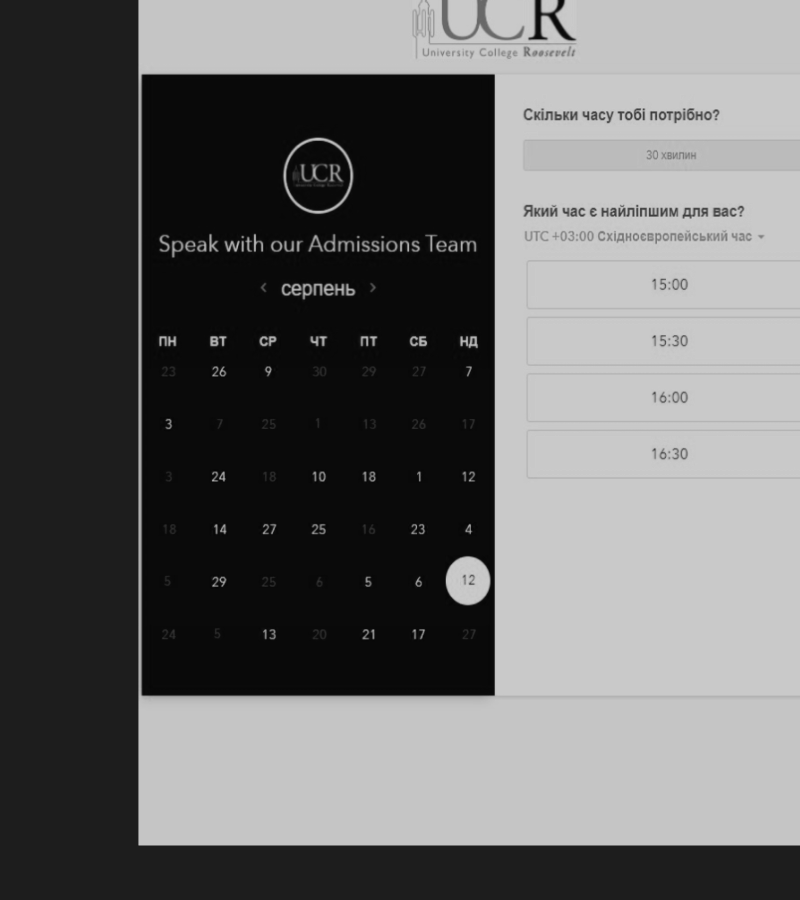 UCR
University College Roosevelt
UCR
Speak with our Admissions Team
серпень
ПН ВТ СР ЧТ ПТ СБ НД
23 26 9 30 29 27 7
3 7 25 1 13 26 17
3 24 18 10 18 1 12
18 14 27 25 16 23 4
5 29 25 6 5 6 12
24 5 13 20 21 17 27
Скільки часу тобі потрібно?
30 хвилин
Який час є найліпшим для вас?
UTC +03:00 Східноєвропейський час
15:00
15:30
16:00
16:30